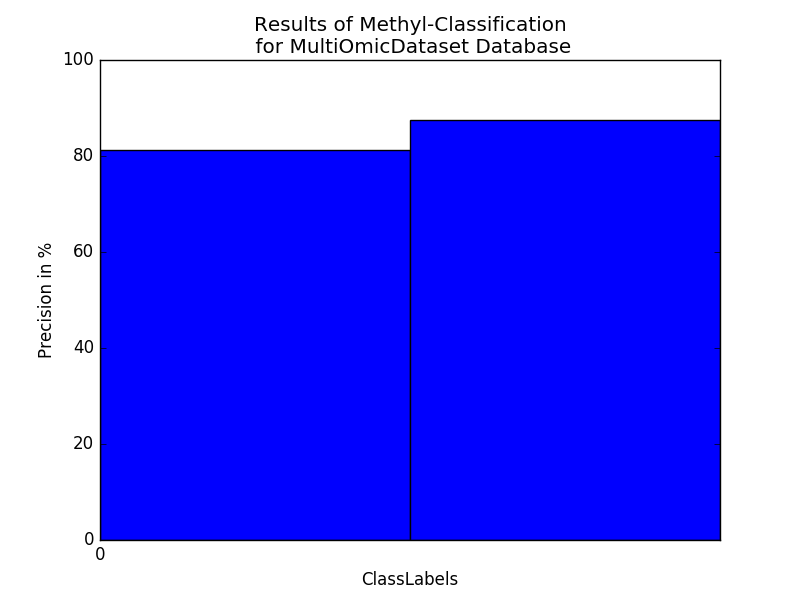 Results of Methyl-Classification
for MultiOmicDataset Database
100
80
60
40
20
0
Precision in %
0
ClassLabels